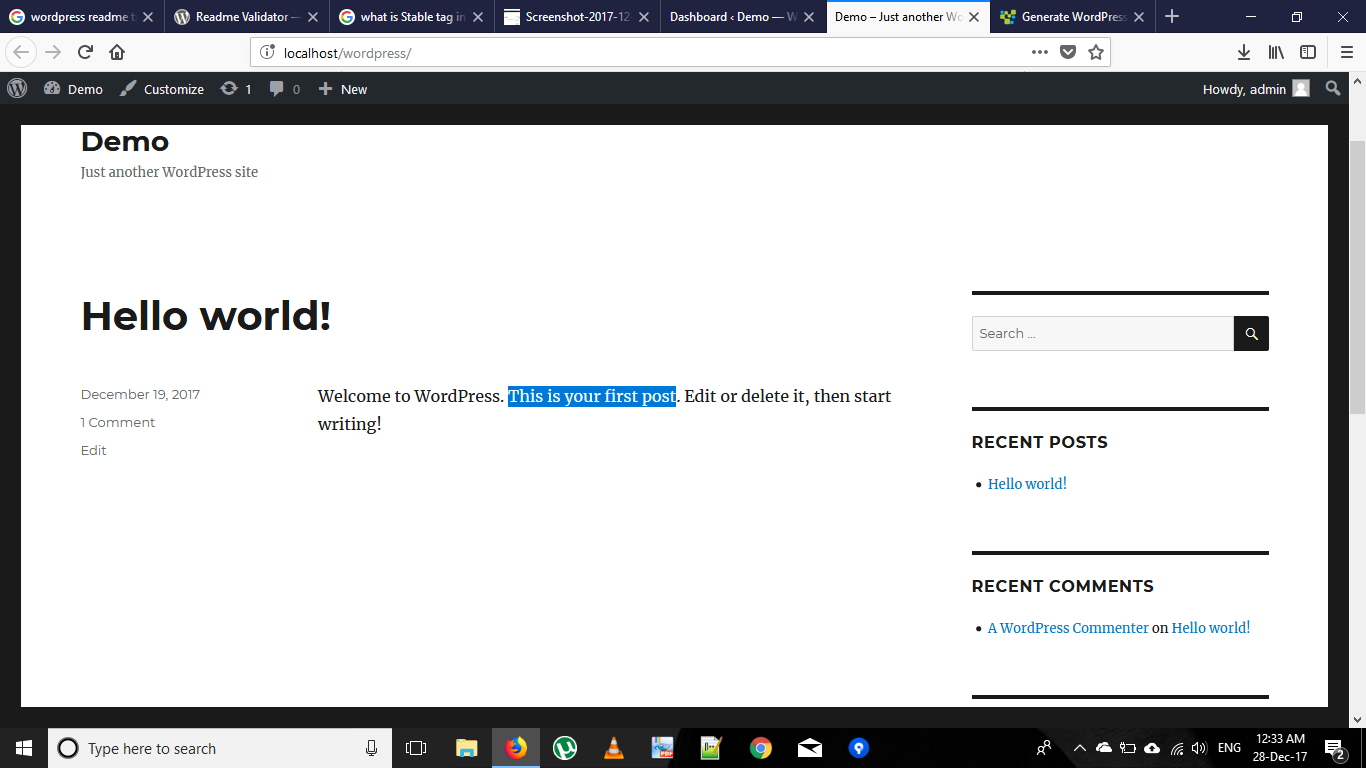 wordpress readme t
Readme Validator —
what is Stable tag in
Screenshot-2017-12
Dashboard ‹ Demo — W
Demo – Just another Wo
Generate WordPress
localhost/wordpress/
Demo
Customize
1
0
New
Howdy, admin
Demo
Just another WordPress site
Hello world!
December 19, 2017
1 Comment
Edit
Welcome to WordPress. This is your first post. Edit or delete it, then start
writing!
Search ...
RECENT POSTS
Hello world!
RECENT COMMENTS
A WordPress Commenter on Hello world!
Type here to search
ENG
12:33 AM
28-Dec-17
2